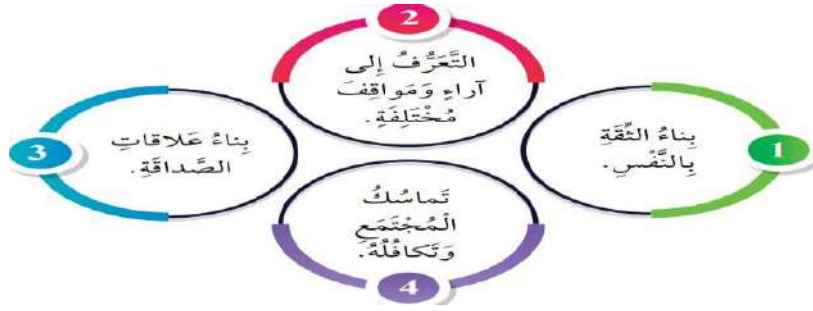 1
بِناءُ الثِّقَةِ
بِالنَّفْسِ.
2
التَّعَرُّفُ إِلى
آراءٍ وَمَواقِفَ
مُخْتَلِفَةٍ.
3
بِناءُ عَلاقاتِ
الصَّداقَةِ.
4
تَماسُكُ
الْمُجْتَمَعِ
وَتَكافُلُهُ.